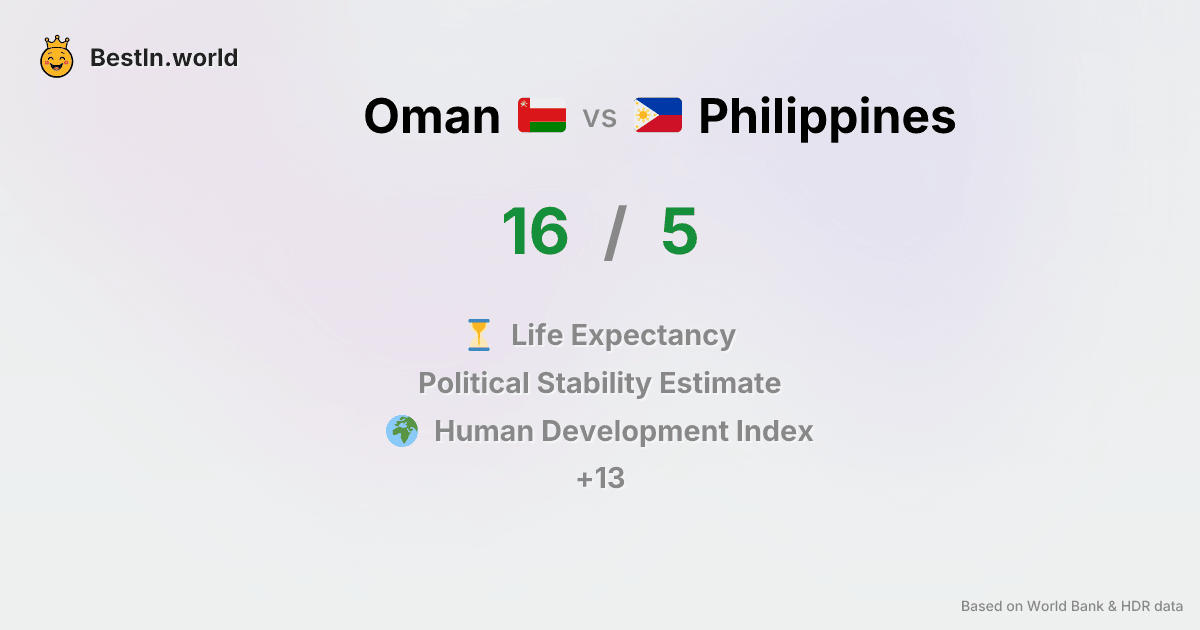 BestIn.world
Oman vs Philippines
16 / 5
Life Expectancy
Political Stability Estimate
Human Development Index
+13
Based on World Bank & HDR data